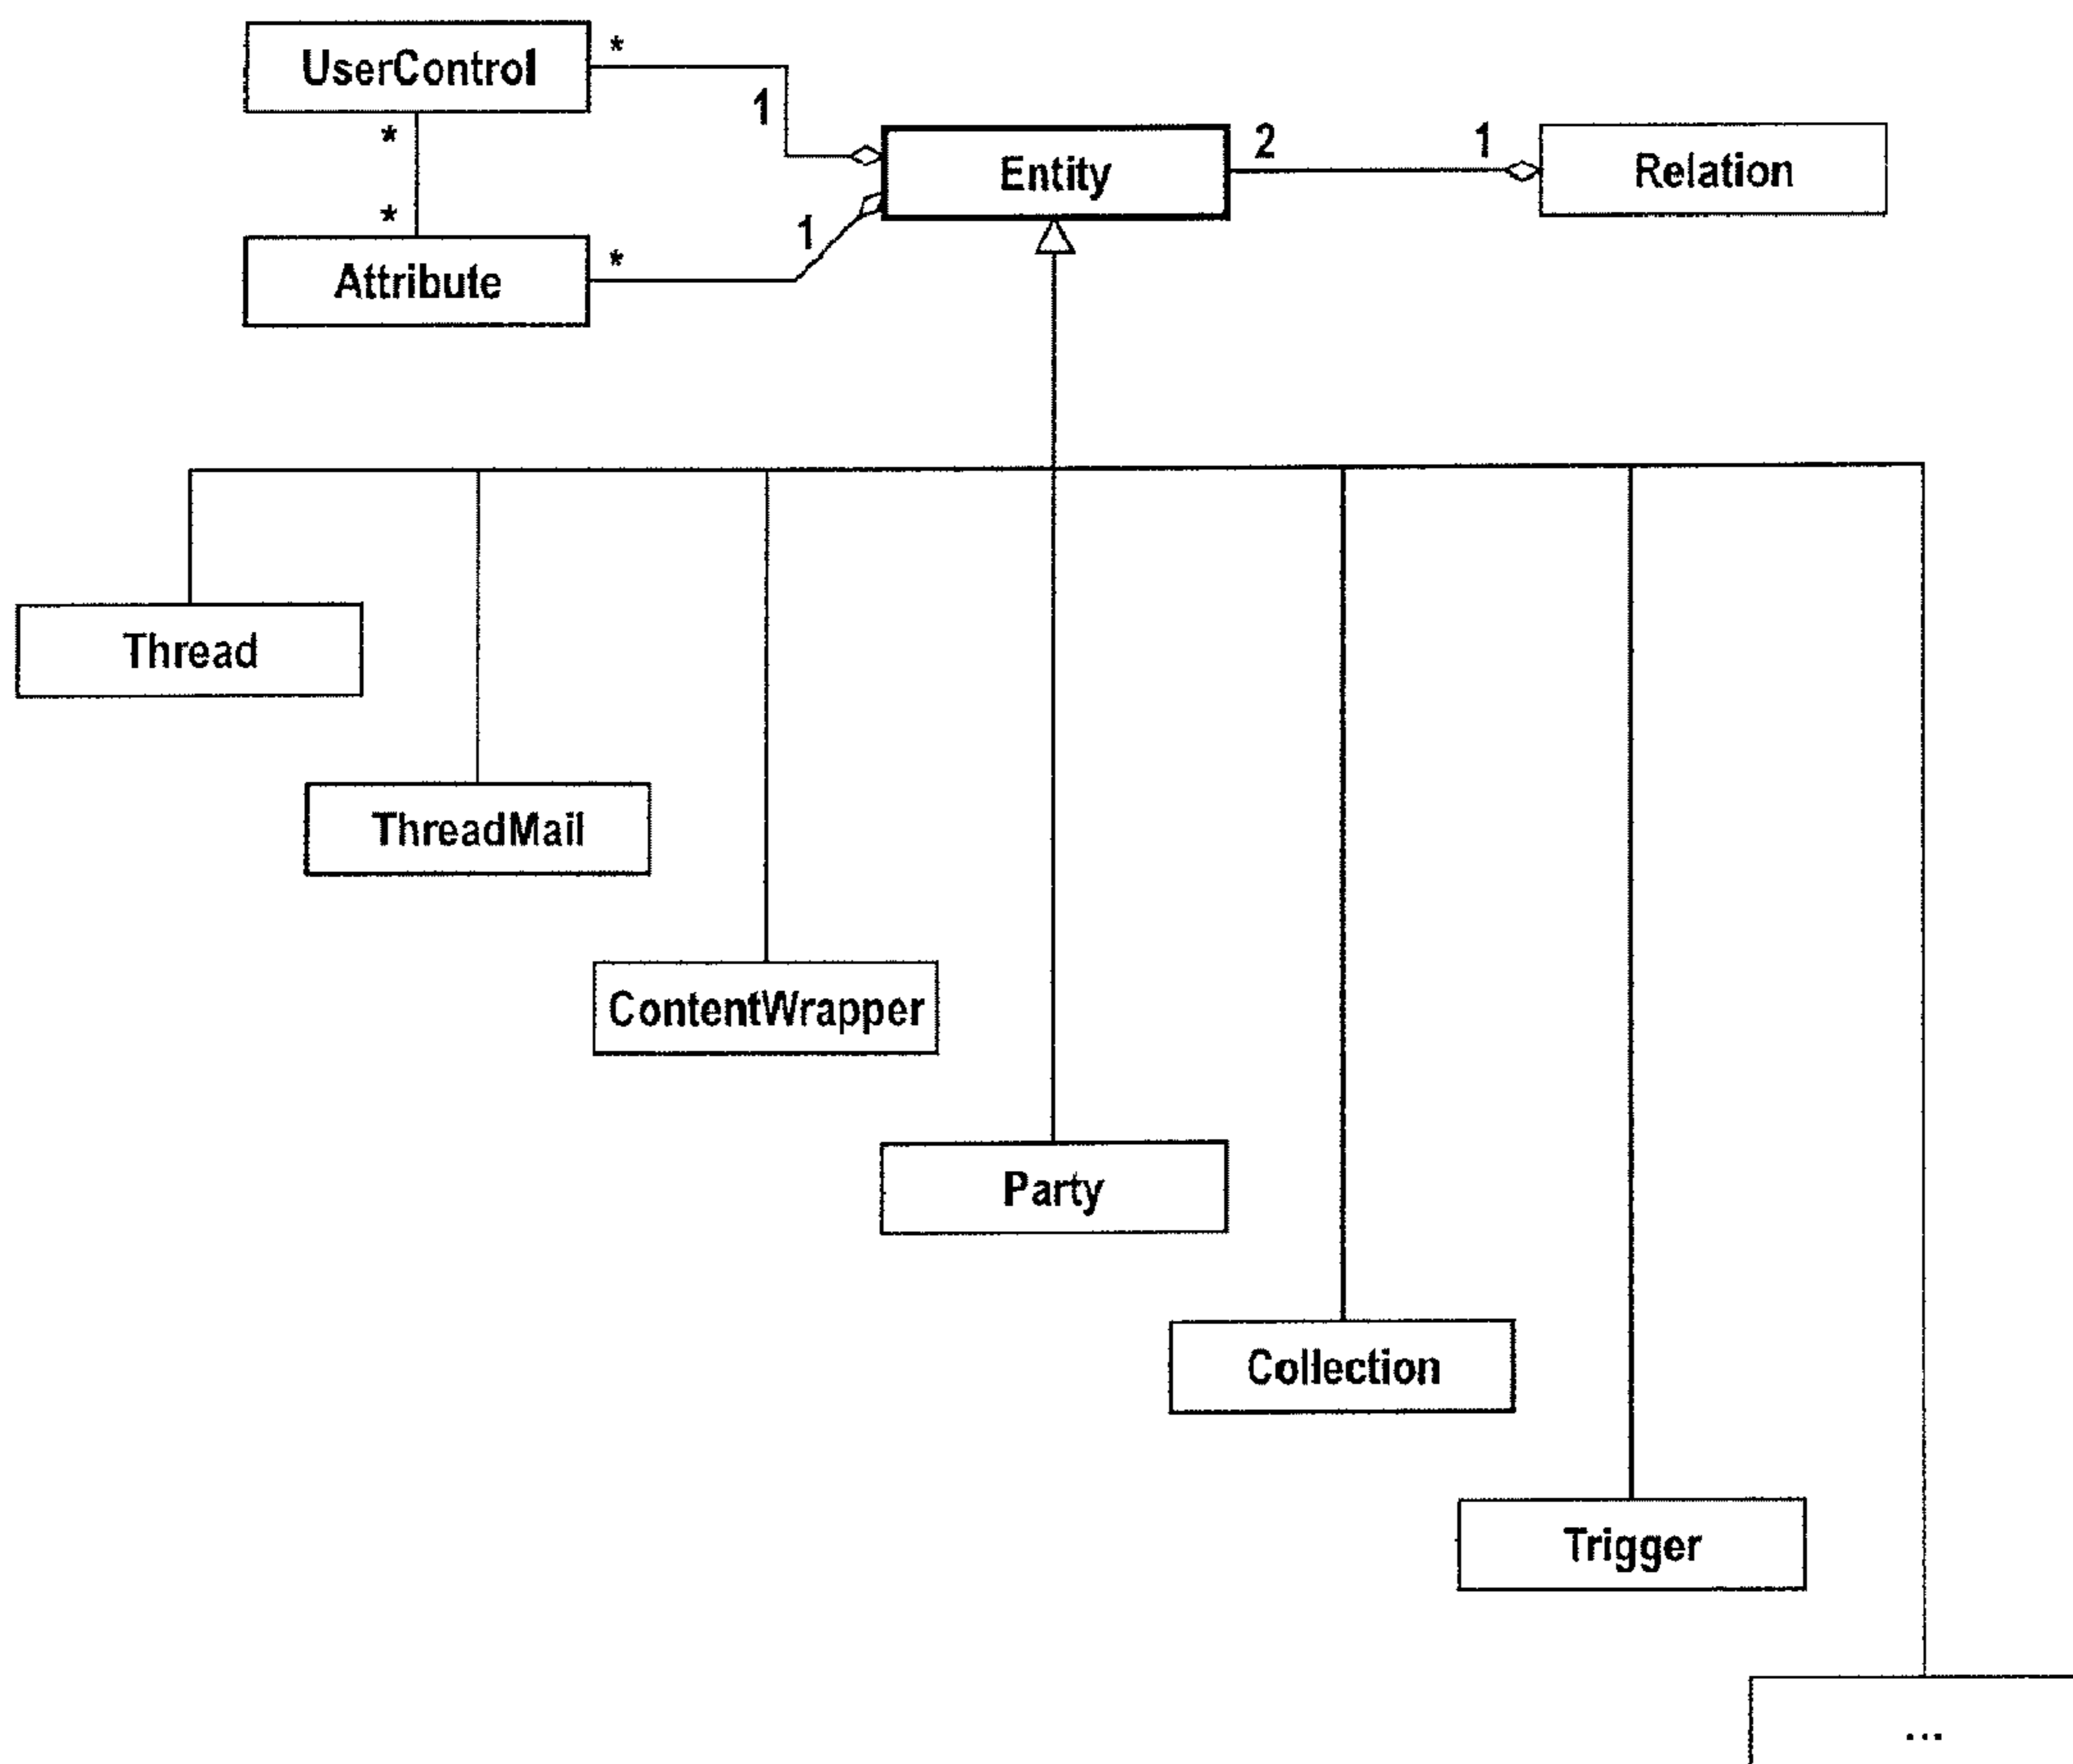 UserControl
*
1
Entity
2
1
Relation
*
*
Attribute
*
1
Thread
ThreadMail
ContentWrapper
Party
Collection
Trigger
...